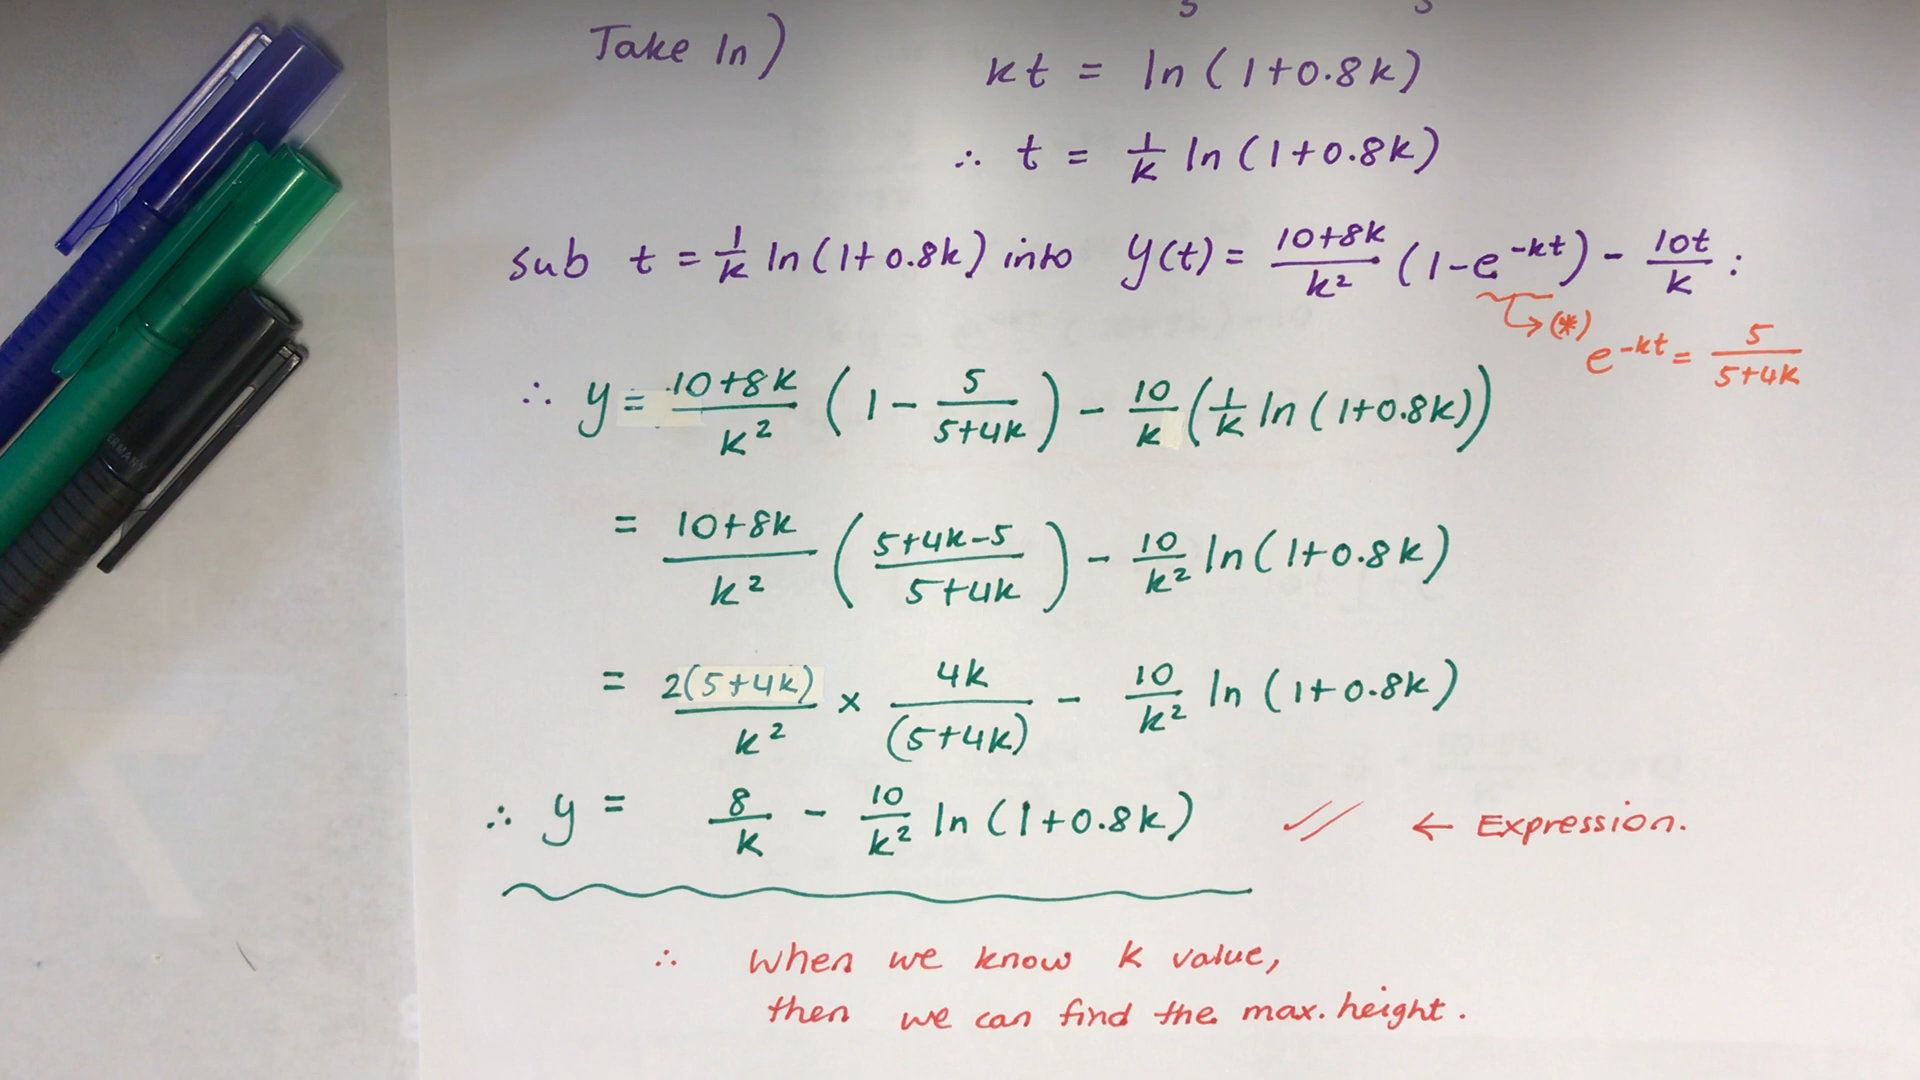 Take ln)
kt = ln(1+0.8k)
∴ t = 1/k ln(1+0.8k)
sub t = 1/k ln(1+0.8k) into y(t) = (10+8k)/k² (1-e^-kt) - 10t/k :
(*) e^-kt = 5/(5+4k)
∴ y = (10+8k)/k² (1 - 5/(5+4k)) - 10/k (1/k ln(1+0.8k))
= (10+8k)/k² ((5+4k-5)/(5+4k)) - 10/k² ln(1+0.8k)
= 2(5+4k)/k² × 4k/(5+4k) - 10/k² ln(1+0.8k)
∴ y = 8/k - 10/k² ln(1+0.8k) ← Expression.
∴ When we know k value,
then we can find the max. height.